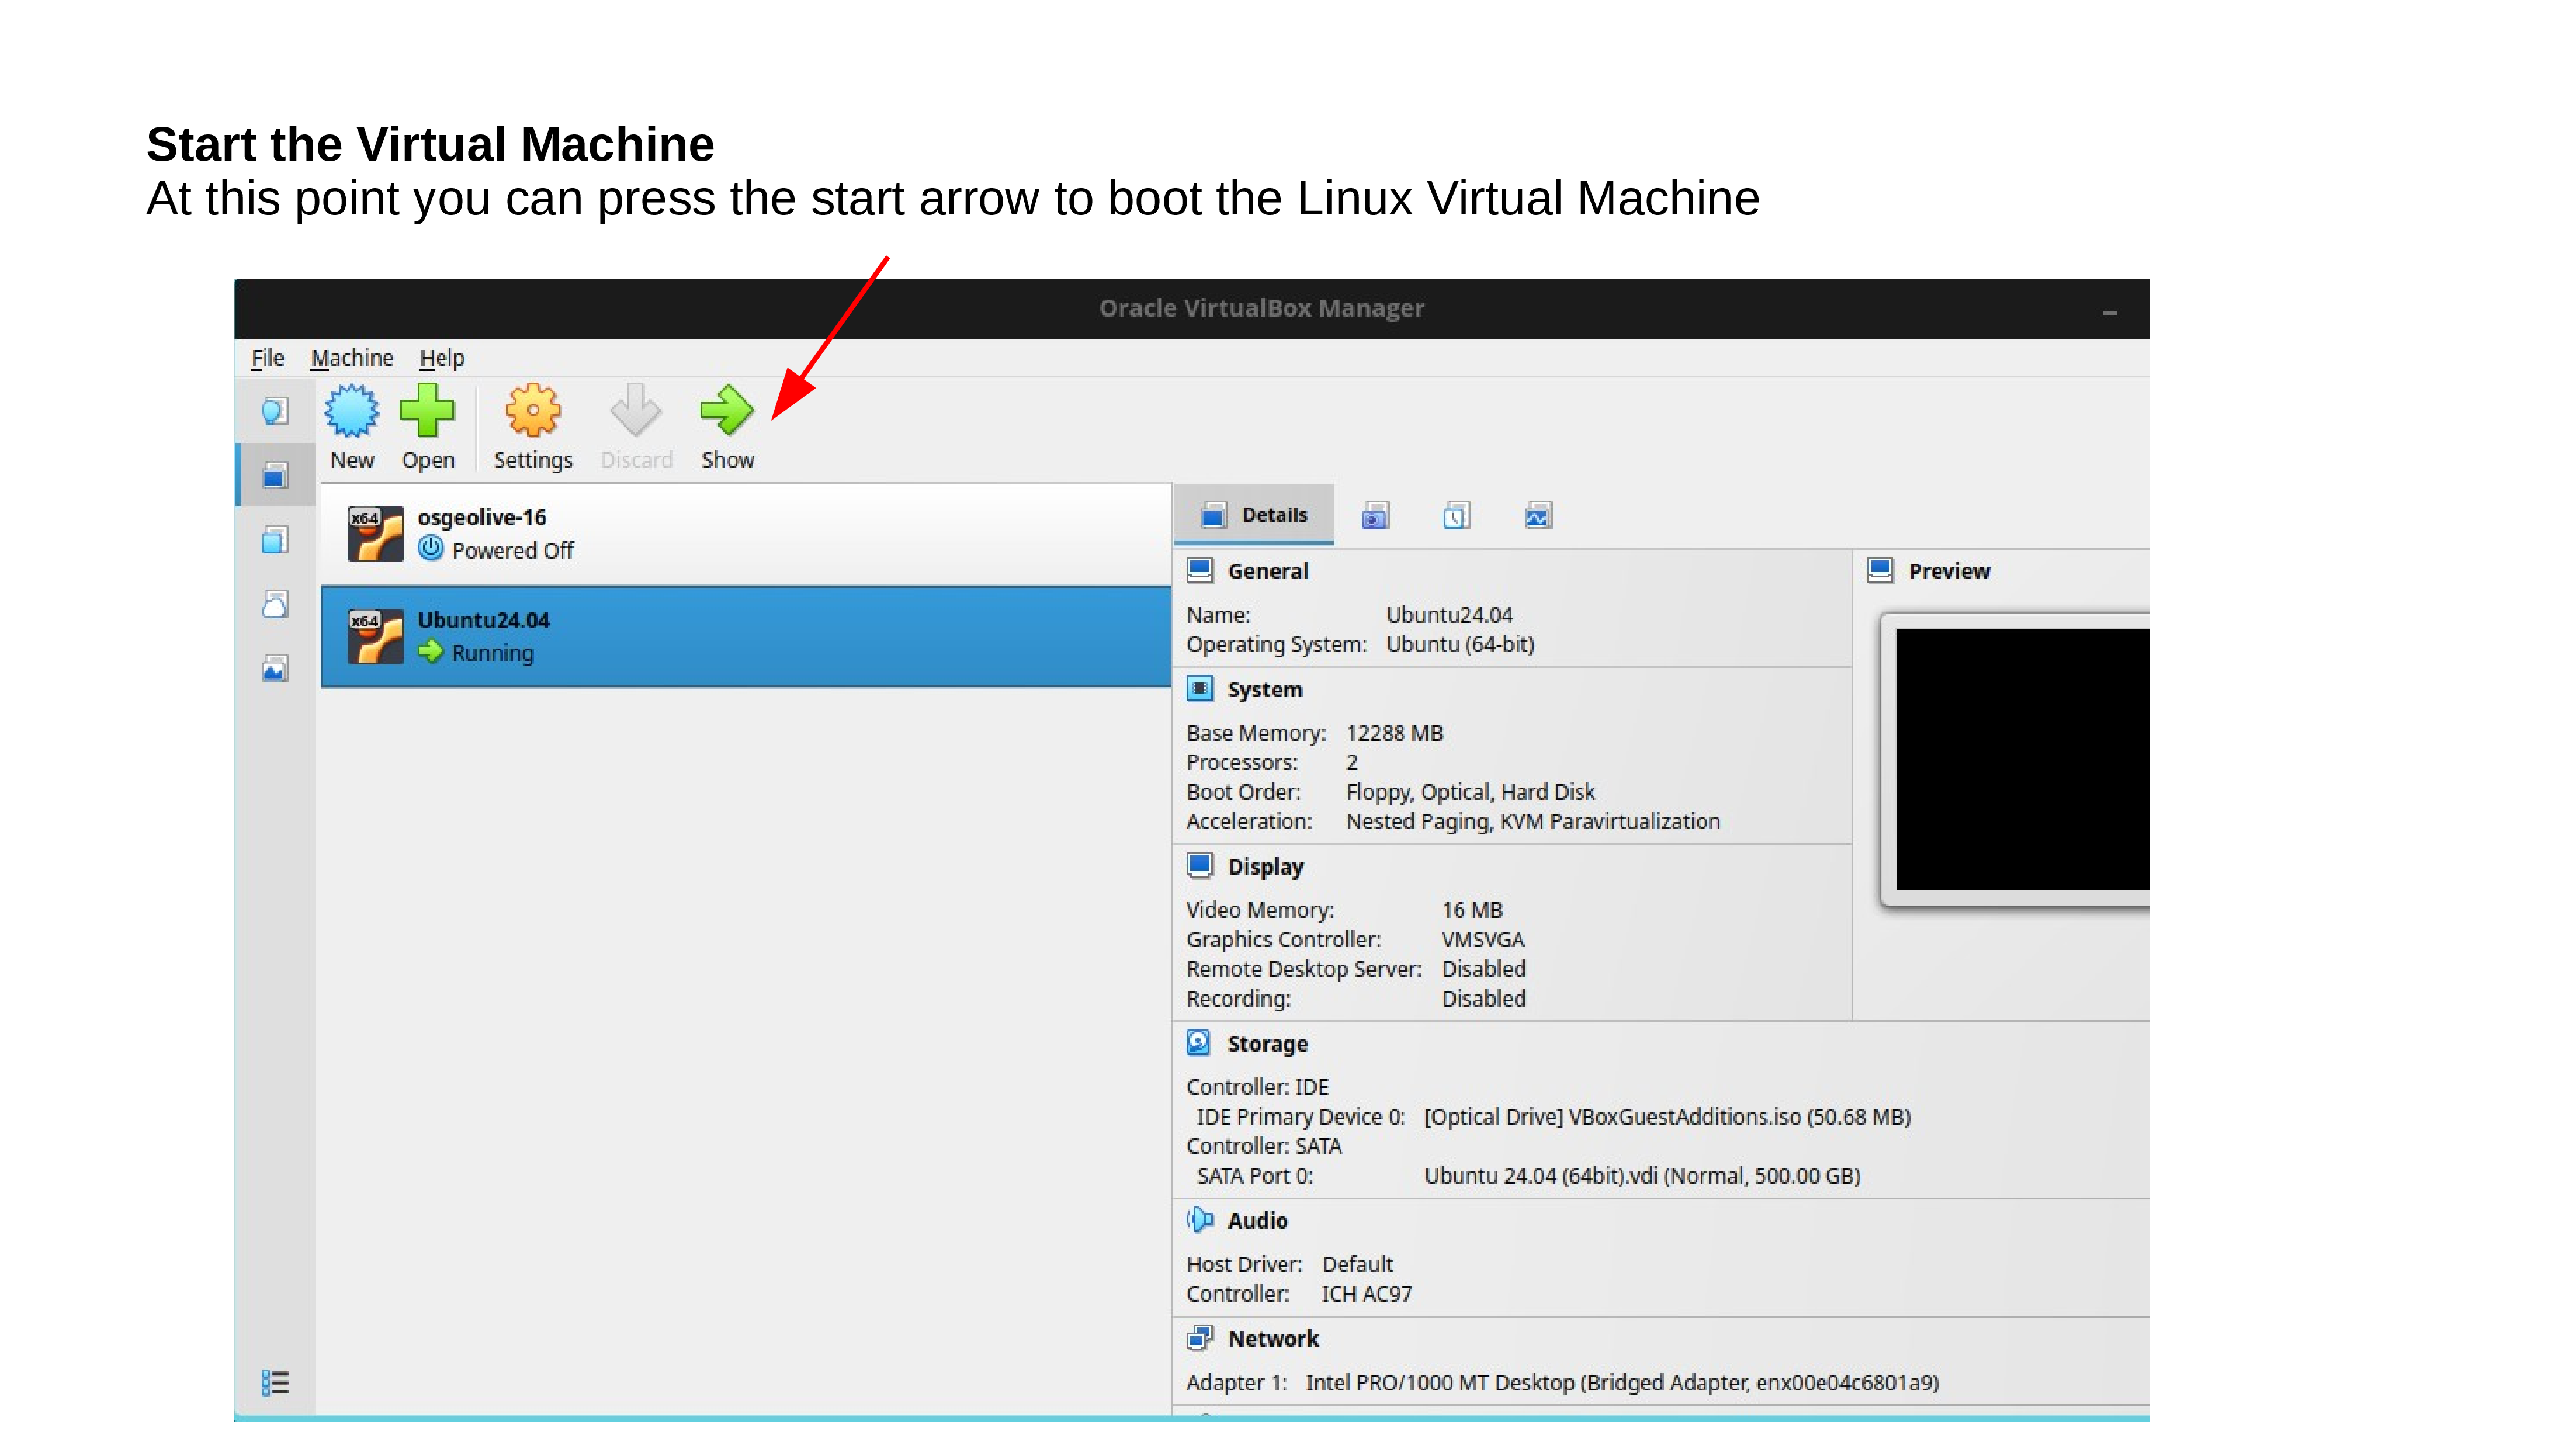 Start the Virtual Machine
At this point you can press the start arrow to boot the Linux Virtual Machine
Oracle VirtualBox Manager
File Machine Help
New Open Settings Discard Show
x64 osgeolive-16
Powered Off
x64 Ubuntu24.04
Running
Details
General
Name: Ubuntu24.04
Operating System: Ubuntu (64-bit)
Preview
System
Base Memory: 12288 MB
Processors: 2
Boot Order: Floppy, Optical, Hard Disk
Acceleration: Nested Paging, KVM Paravirtualization
Display
Video Memory: 16 MB
Graphics Controller: VMSVGA
Remote Desktop Server: Disabled
Recording: Disabled
Storage
Controller: IDE
IDE Primary Device 0: [Optical Drive] VBoxGuestAdditions.iso (50.68 MB)
Controller: SATA
SATA Port 0: Ubuntu 24.04 (64bit).vdi (Normal, 500.00 GB)
Audio
Host Driver: Default
Controller: ICH AC97
Network
Adapter 1: Intel PRO/1000 MT Desktop (Bridged Adapter, enx00e04c6801a9)